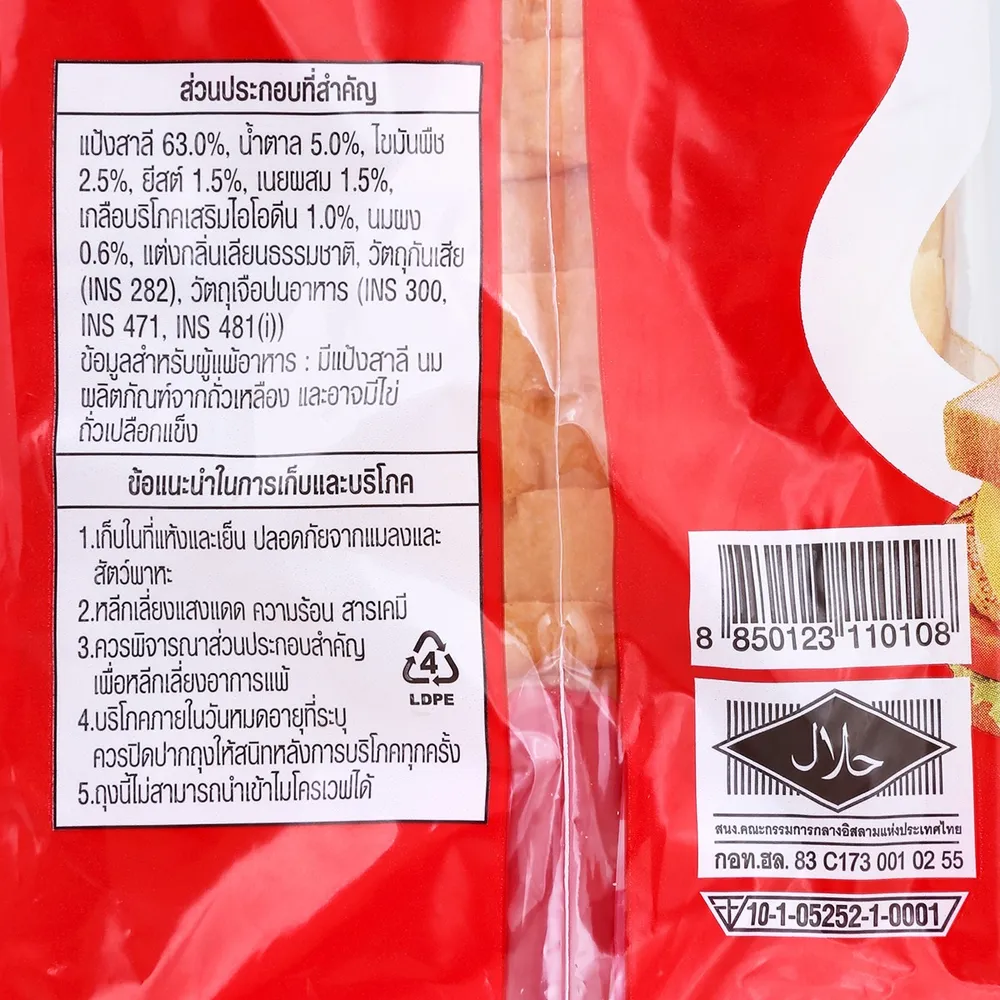 ส่วนประกอบที่สำคัญ
แป้งสาลี 63.0%, น้ำตาล 5.0%, ไขมันพืช
2.5%, ยีสต์ 1.5%, เนยผสม 1.5%,
เกลือบริโภคเสริมไอโอดีน 1.0%, นมผง
0.6%, แต่งกลิ่นเลียนธรรมชาติ, วัตถุกันเสีย
(INS 282), วัตถุเจือปนอาหาร (INS 300,
INS 471, INS 481(i))
ข้อมูลสำหรับผู้แพ้อาหาร : มีแป้งสาลี นม
ผลิตภัณฑ์จากถั่วเหลือง และอาจมีไข่
ถั่วเปลือกแข็ง
ข้อแนะนำในการเก็บและบริโภค
1.เก็บในที่แห้งและเย็น ปลอดภัยจากแมลงและ
สัตว์พาหะ
2.หลีกเลี่ยงแสงแดด ความร้อน สารเคมี
3.ควรพิจารณาส่วนประกอบสำคัญ
เพื่อหลีกเลี่ยงอาการแพ้
4.บริโภคภายในวันหมดอายุที่ระบุ
ควรปิดปากถุงให้สนิทหลังการบริโภคทุกครั้ง
5.ถุงนี้ไม่สามารถนำเข้าไมโครเวฟได้
4
LDPE
8 850123 110108
حلال
สนง.คณะกรรมการกลางอิสลามแห่งประเทศไทย
กอท.ฮล. 83 C173 001 02 55
10-1-05252-1-0001